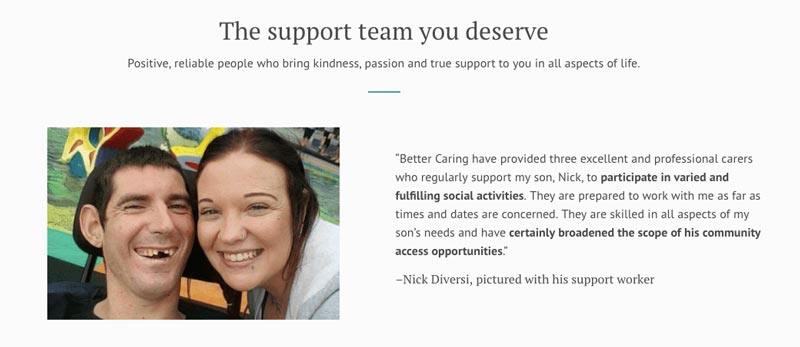 The support team you deserve
Positive, reliable people who bring kindness, passion and true support to you in all aspects of life.
“Better Caring have provided three excellent and professional carers
who regularly support my son, Nick, to participate in varied and
fulfilling social activities. They are prepared to work with me as far as
times and dates are concerned. They are skilled in all aspects of my
son’s needs and have certainly broadened the scope of his community
access opportunities.”
–Nick Diversi, pictured with his support worker